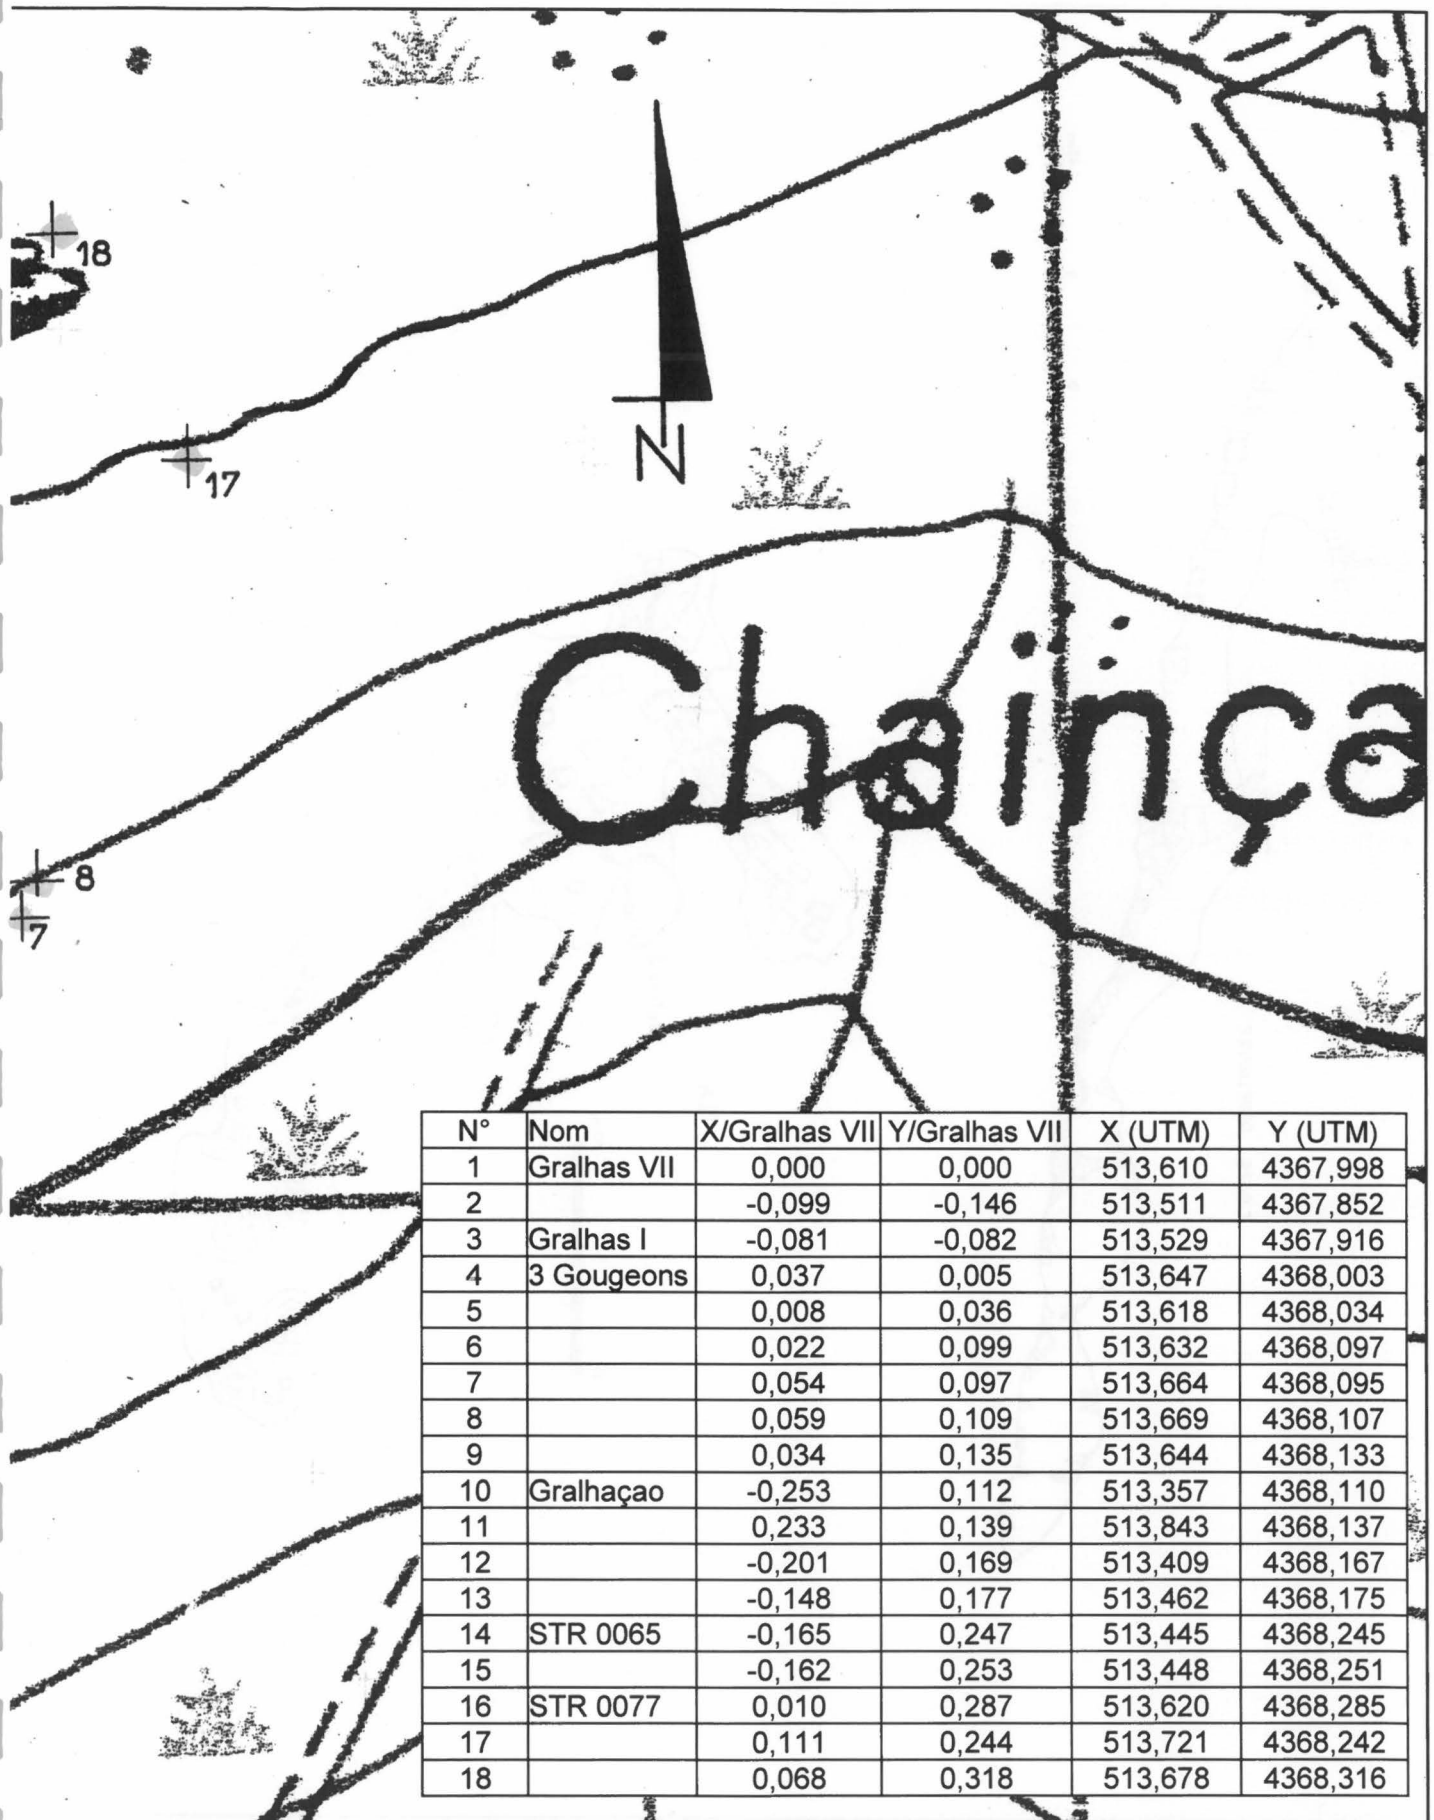 18
17
N
Chainça
8
7
N° Nom X/Gralhas VII Y/Gralhas VII X (UTM) Y (UTM)
1 Gralhas VII 0,000 0,000 513,610 4367,998
2 -0,099 -0,146 513,511 4367,852
3 Gralhas I -0,081 -0,082 513,529 4367,916
4 3 Gougeons 0,037 0,005 513,647 4368,003
5 0,008 0,036 513,618 4368,034
6 0,022 0,099 513,632 4368,097
7 0,054 0,097 513,664 4368,095
8 0,059 0,109 513,669 4368,107
9 0,034 0,135 513,644 4368,133
10 Gralhaçao -0,253 0,112 513,357 4368,110
11 0,233 0,139 513,843 4368,137
12 -0,201 0,169 513,409 4368,167
13 -0,148 0,177 513,462 4368,175
14 STR 0065 -0,165 0,247 513,445 4368,245
15 -0,162 0,253 513,448 4368,251
16 STR 0077 0,010 0,287 513,620 4368,285
17 0,111 0,244 513,721 4368,242
18 0,068 0,318 513,678 4368,316